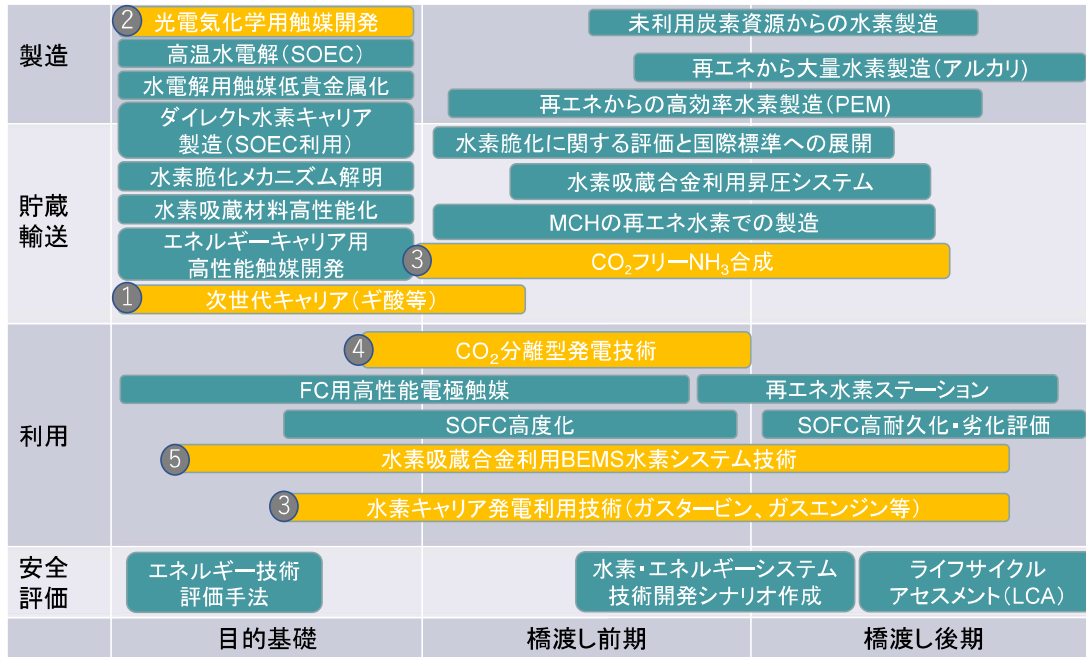 製造
② 光電気化学用触媒開発
高温水電解(SOEC)
水電解用触媒低貴金属化
ダイレクト水素キャリア
製造(SOEC利用)
未利用炭素資源からの水素製造
再エネから大量水素製造(アルカリ)
再エネからの高効率水素製造(PEM)
貯蔵
輸送
水素脆化メカニズム解明
水素吸蔵材料高性能化
エネルギーキャリア用
高性能触媒開発
① 次世代キャリア(ギ酸等)
水素脆化に関する評価と国際標準への展開
水素吸蔵合金利用昇圧システム
MCHの再エネ水素での製造
③ CO₂フリーNH₃合成
利用
④ CO₂分離型発電技術
FC用高性能電極触媒
再エネ水素ステーション
SOFC高度化
SOFC高耐久化・劣化評価
⑤ 水素吸蔵合金利用BEMS水素システム技術
③ 水素キャリア発電利用技術(ガスタービン、ガスエンジン等)
安全
評価
エネルギー技術
評価手法
水素・エネルギーシステム
技術開発シナリオ作成
ライフサイクル
アセスメント(LCA)
目的基礎
橋渡し前期
橋渡し後期